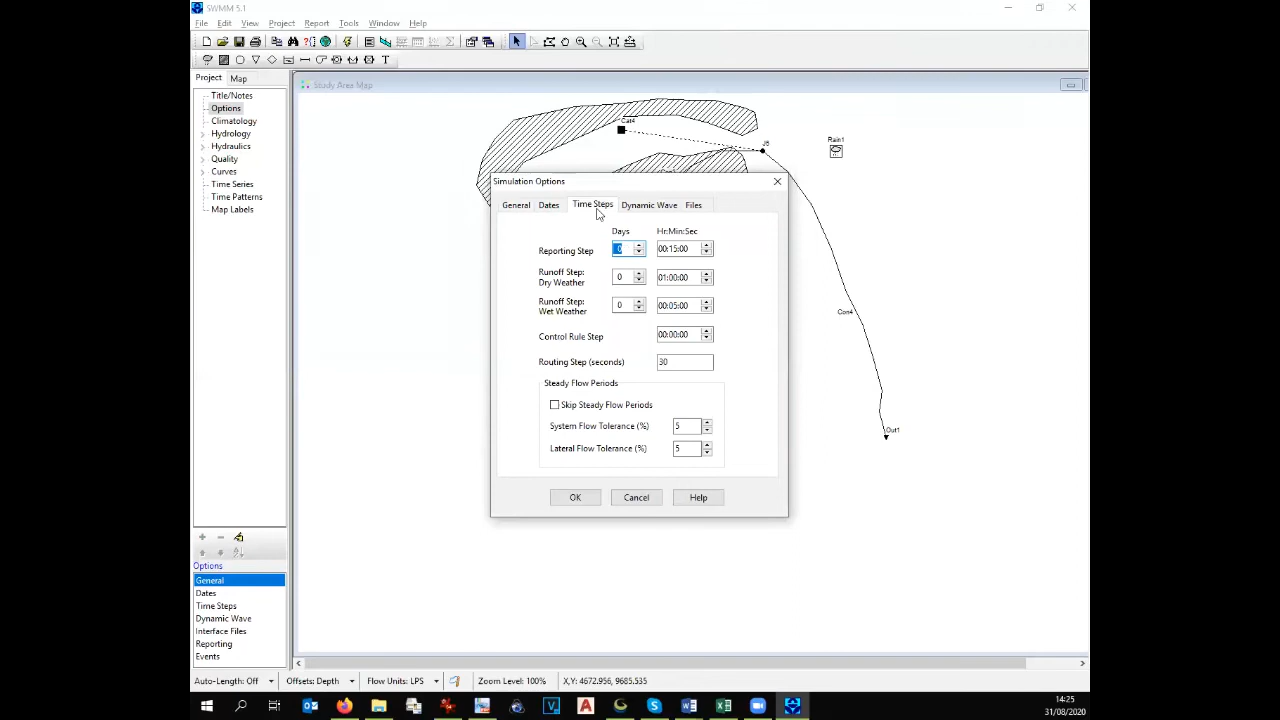 SWMM 5.1
File Edit View Project Report Tools Window Help
T
Project Map
Study Area Map
Title/Notes
Options
Climatology
Hydrology
Hydraulics
Quality
Curves
Time Series
Time Patterns
Map Labels
Cat4
J6
Rain1
Con4
Out1
Simulation Options
General Dates Time Steps Dynamic Wave Files
Days Hr:Min:Sec
Reporting Step 0 00:15:00
Runoff Step:
Dry Weather 0 01:00:00
Runoff Step:
Wet Weather 0 00:05:00
Control Rule Step 00:00:00
Routing Step (seconds) 30
Steady Flow Periods
Skip Steady Flow Periods
System Flow Tolerance (%) 5
Lateral Flow Tolerance (%) 5
OK Cancel Help
Options
General
Dates
Time Steps
Dynamic Wave
Interface Files
Reporting
Events
Auto-Length: Off Offsets: Depth Flow Units: LPS Zoom Level: 100% X,Y: 4672.956, 9685.535
14:25
31/08/2020